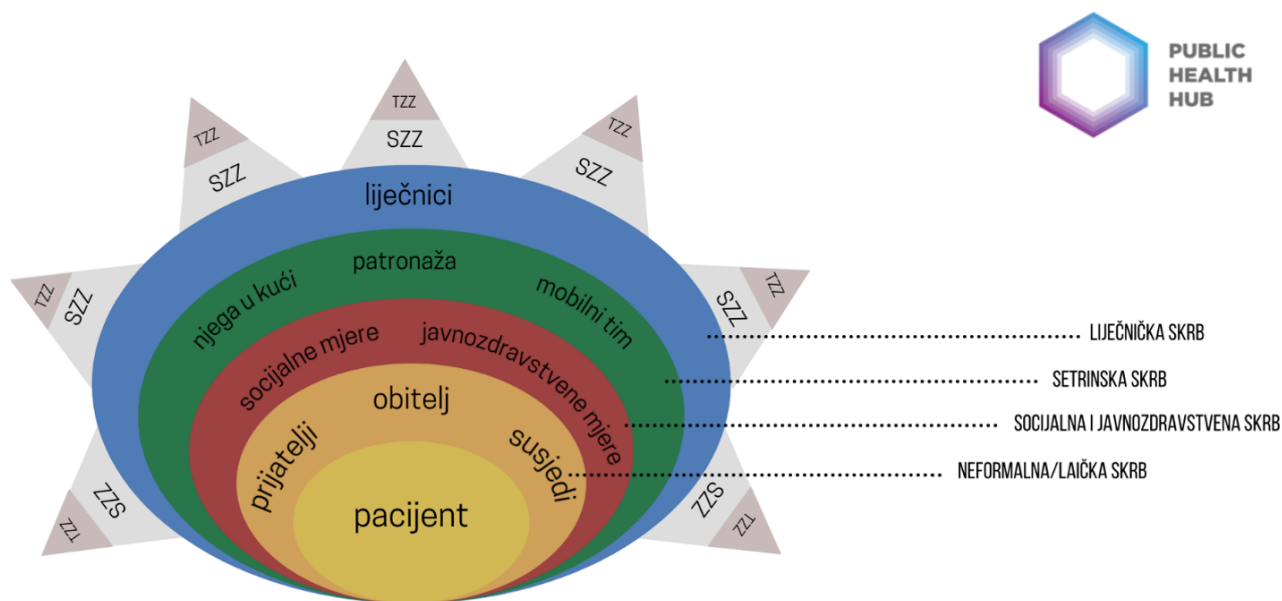 PUBLIC
HEALTH
HUB
TZZ
SZZ
TZZ
SZZ
TZZ
SZZ
TZZ
SZZ
TZZ
SZZ
TZZ
SZZ
TZZ
SZZ
liječnici
patronaža
njega u kući
mobilni tim
socijalne mjere
javnozdravstvene mjere
obitelj
prijatelji
susjedi
pacijent
LIJEČNIČKA SKRB
SETRINSKA SKRB
SOCIJALNA I JAVNOZDRAVSTVENA SKRB
NEFORMALNA/LAIČKA SKRB